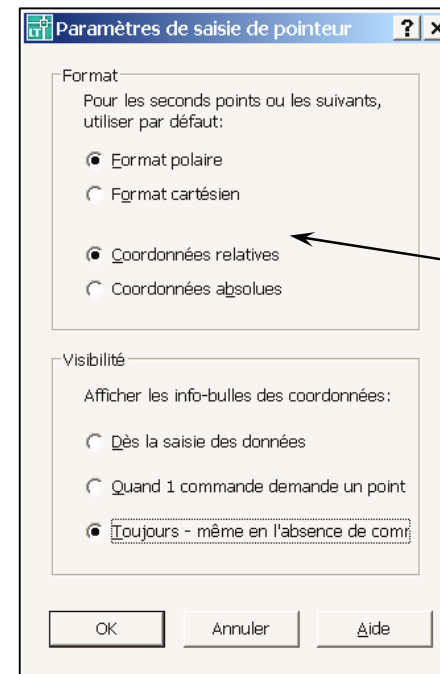 LT
Paramètres de saisie de pointeur ? x
Format
Pour les seconds points ou les suivants,
utiliser par défaut:
Format polaire
Format cartésien
Coordonnées relatives
Coordonnées absolues
Visibilité
Afficher les info-bulles des coordonnées:
Dès la saisie des données
Quand 1 commande demande un point
Toujours - même en l'absence de comr
OK Annuler Aide